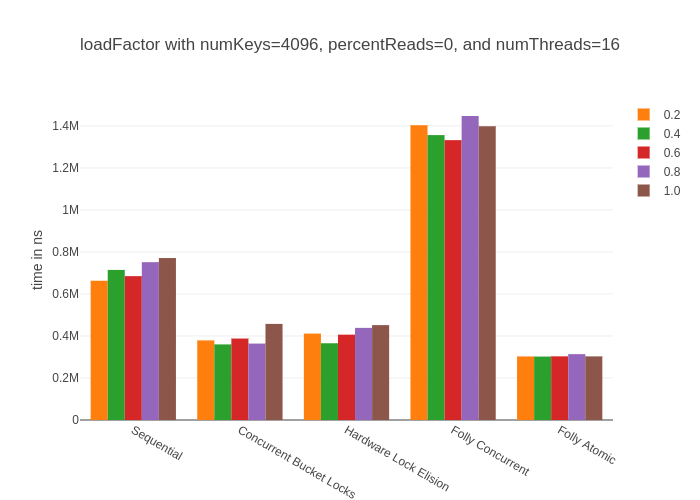 loadFactor with numKeys=4096, percentReads=0, and numThreads=16
0.2
0.4
0.6
0.8
1.0
time in ns
1.4M
1.2M
1M
0.8M
0.6M
0.4M
0.2M
0
Sequential
Concurrent Bucket Locks
Hardware Lock Elision
Folly Concurrent
Folly Atomic